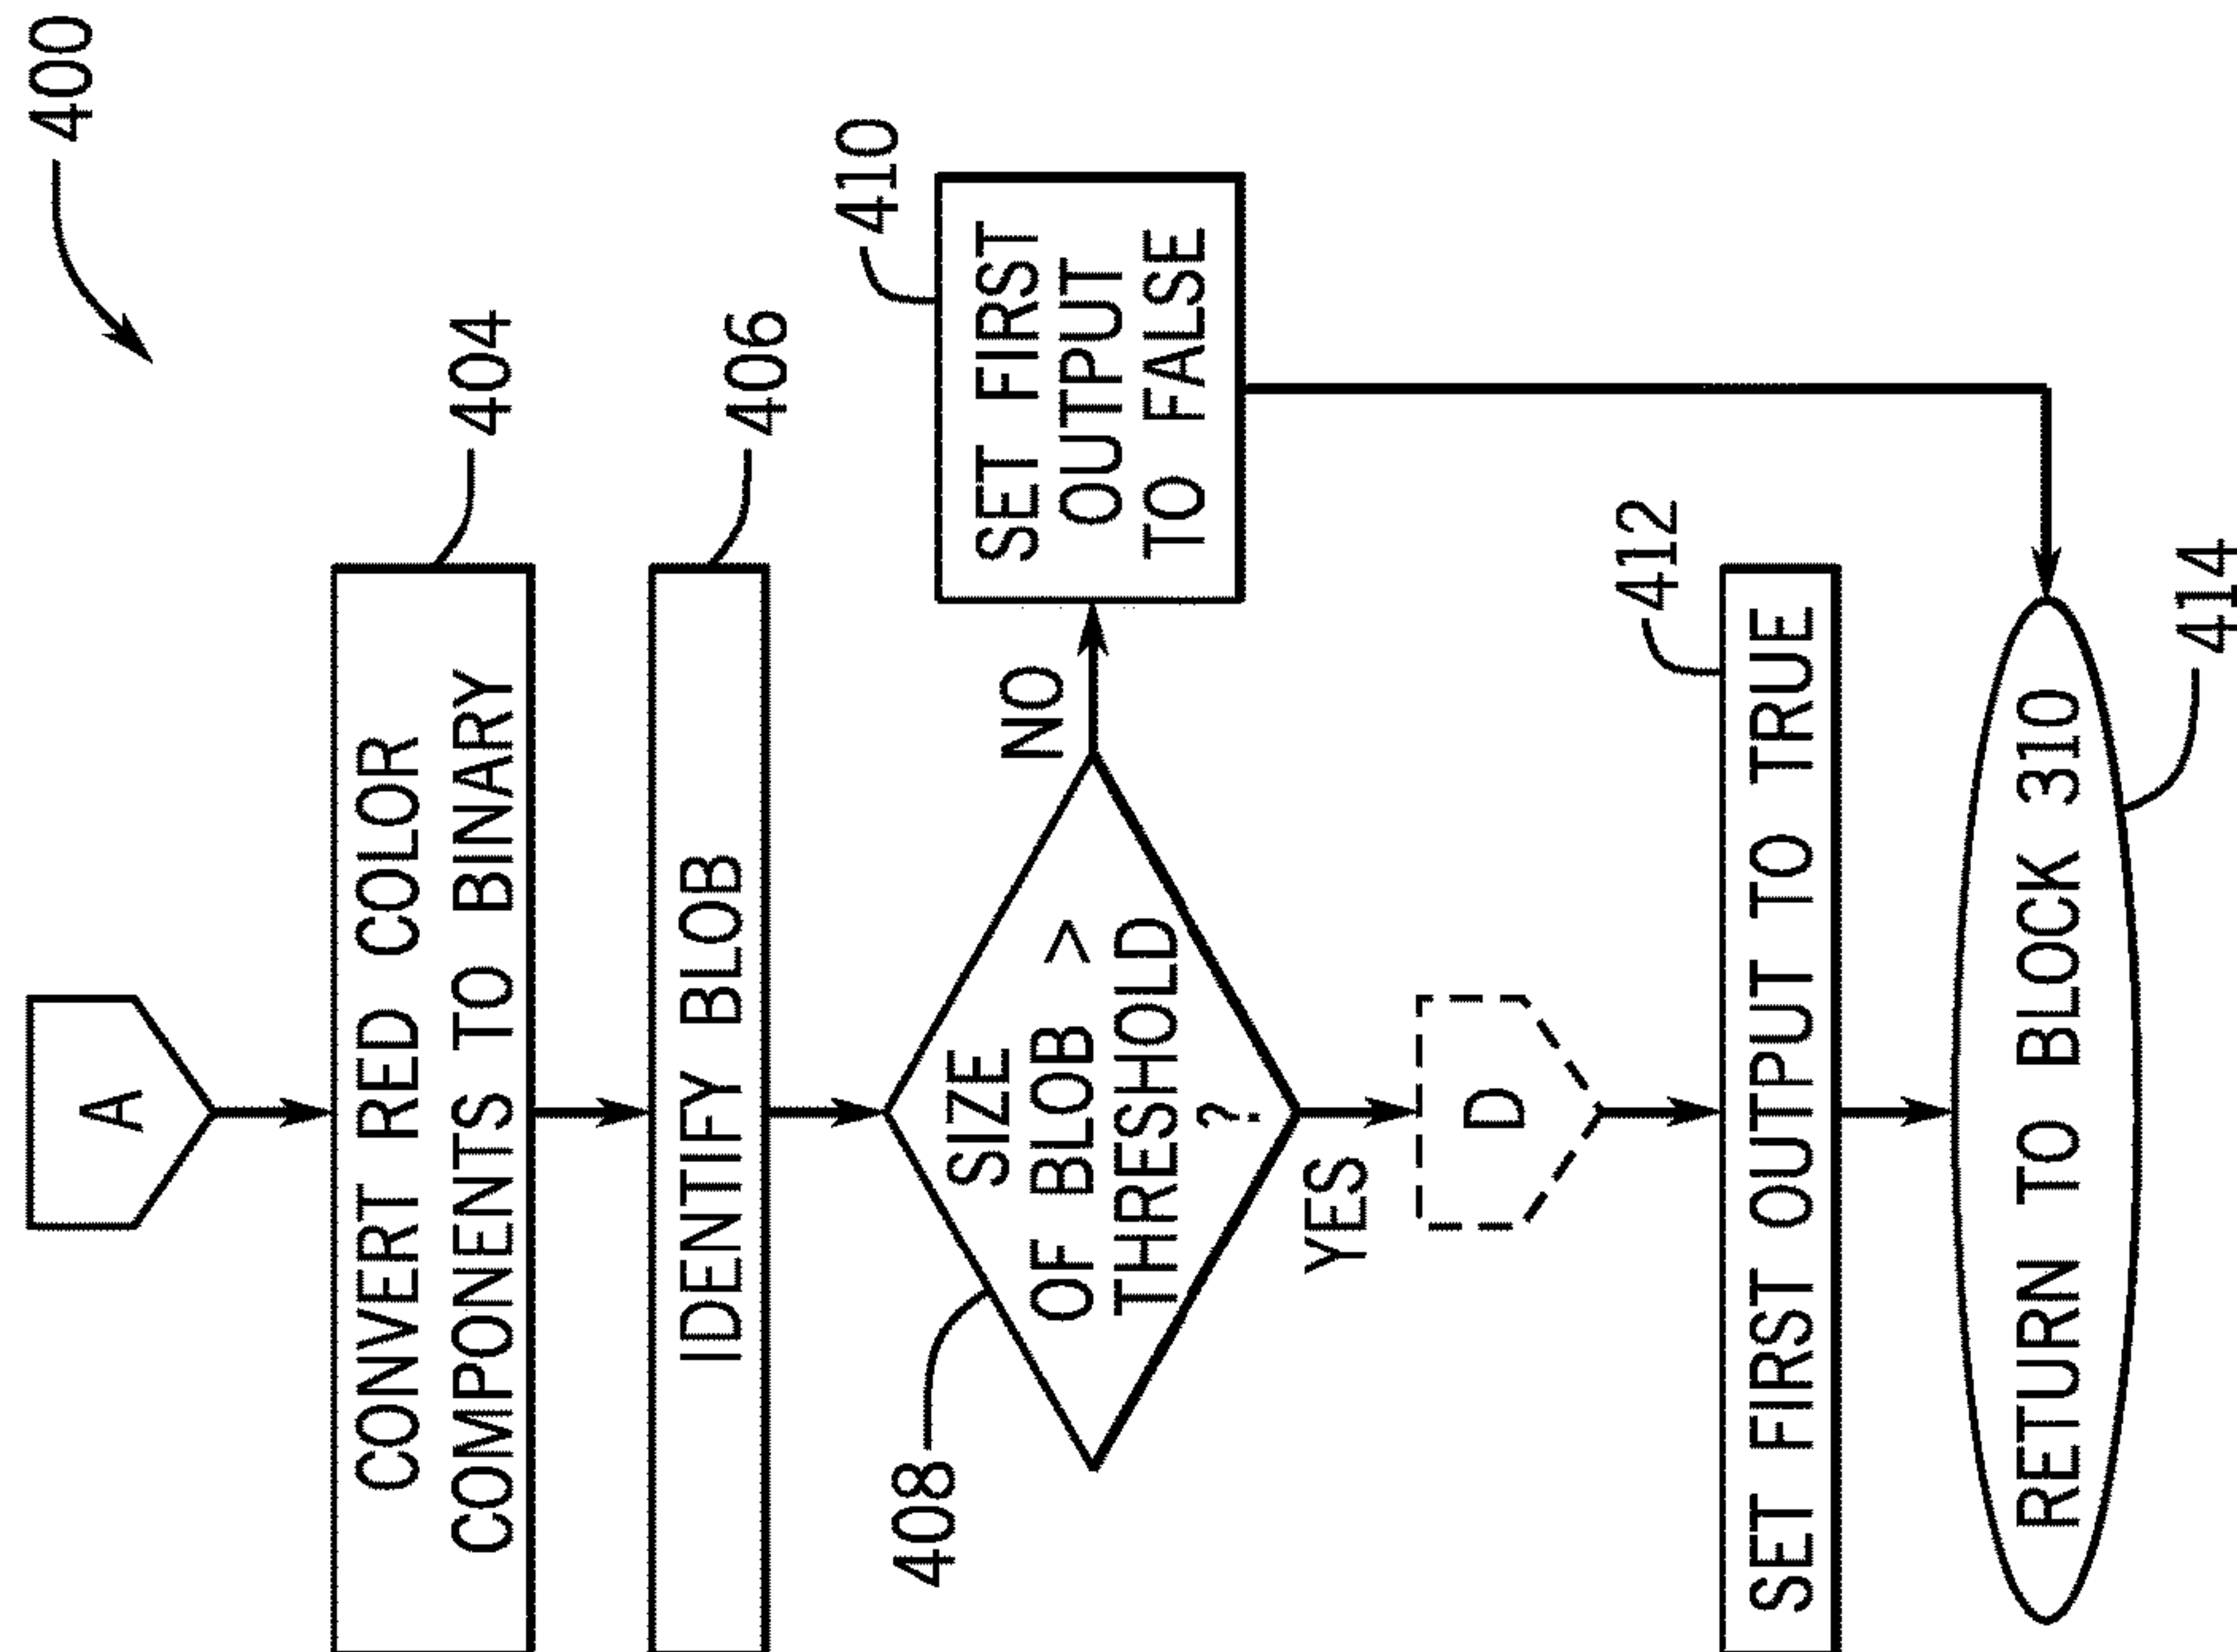 400
A
CONVERT RED COLOR
COMPONENTS TO BINARY
404
IDENTIFY BLOB
406
SIZE
OF BLOB >
THRESHOLD
?
408
NO
SET FIRST
OUTPUT
TO FALSE
410
YES
D
SET FIRST OUTPUT TO TRUE
412
RETURN TO BLOCK 310
414